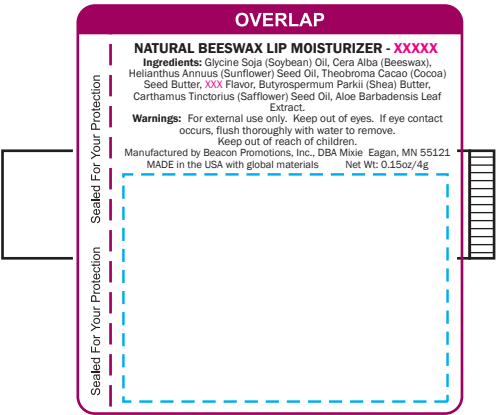 OVERLAP
NATURAL BEESWAX LIP MOISTURIZER - XXXXX
Ingredients: Glycine Soja (Soybean) Oil, Cera Alba (Beeswax),
Helianthus Annuus (Sunflower) Seed Oil, Theobroma Cacao (Cocoa)
Seed Butter, XXX Flavor, Butyrospermum Parkii (Shea) Butter,
Carthamus Tinctorius (Safflower) Seed Oil, Aloe Barbadensis Leaf
Extract.
Warnings: For external use only. Keep out of eyes. If eye contact
occurs, flush thoroughly with water to remove.
Keep out of reach of children.
Manufactured by Beacon Promotions, Inc., DBA Mixie Eagan, MN 55121
MADE in the USA with global materials Net Wt: 0.15oz/4g
Sealed For Your Protection
Sealed For Your Protection